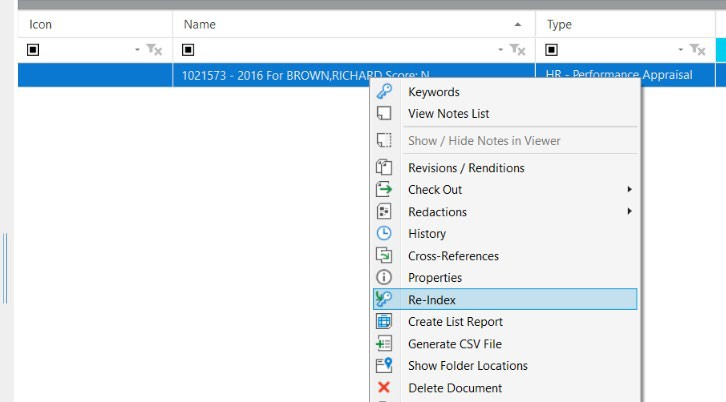 Icon Name Type
1021573 - 2016 For BROWN,RICHARD Score: N HR - Performance Appraisal
Keywords
View Notes List
Show / Hide Notes in Viewer
Revisions / Renditions
Check Out
Redactions
History
Cross-References
Properties
Re-Index
Create List Report
Generate CSV File
Show Folder Locations
Delete Document